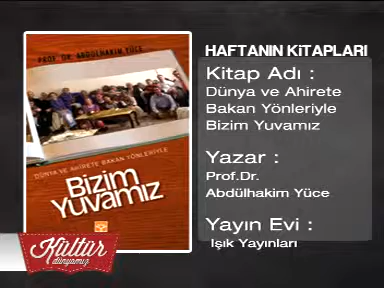 PROF. DR. ABDÜLHAKİM YÜCE
DÜNYA VE AHİRETE BAKAN YÖNLERİYLE
Bizim
Yuvamız
HAFTANIN KİTAPLARI
Kitap Adı :
Dünya ve Ahirete
Bakan Yönleriyle
Bizim Yuvamız
Yazar :
Prof.Dr.
Abdülhakim Yüce
Yayın Evi :
Işık Yayınları
Kültür
dünyamız